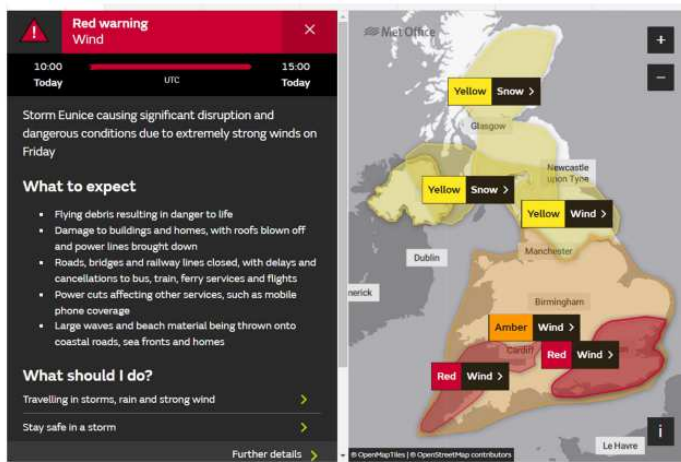 Red warning
Wind
10:00
Today
UTC
15:00
Today
Storm Eunice causing significant disruption and
dangerous conditions due to extremely strong winds on
Friday
What to expect
Flying debris resulting in danger to life
Damage to buildings and homes, with roofs blown off
and power lines brought down
Roads, bridges and railway lines closed, with delays and
cancellations to bus, train, ferry services and flights
Power cuts affecting other services, such as mobile
phone coverage
Large waves and beach material being thrown onto
coastal roads, sea fronts and homes
What should I do?
Travelling in storms, rain and strong wind
Stay safe in a storm
Further details
Met Office
Yellow Snow
Glasgow
Newcastle
upon Tyne
Yellow Snow
Yellow Wind
Manchester
Dublin
nerick
Birmingham
Amber Wind
Cardiff
Red Wind
Red Wind
Le Havre
i
© OpenMapTiles | © OpenStreetMap contributors